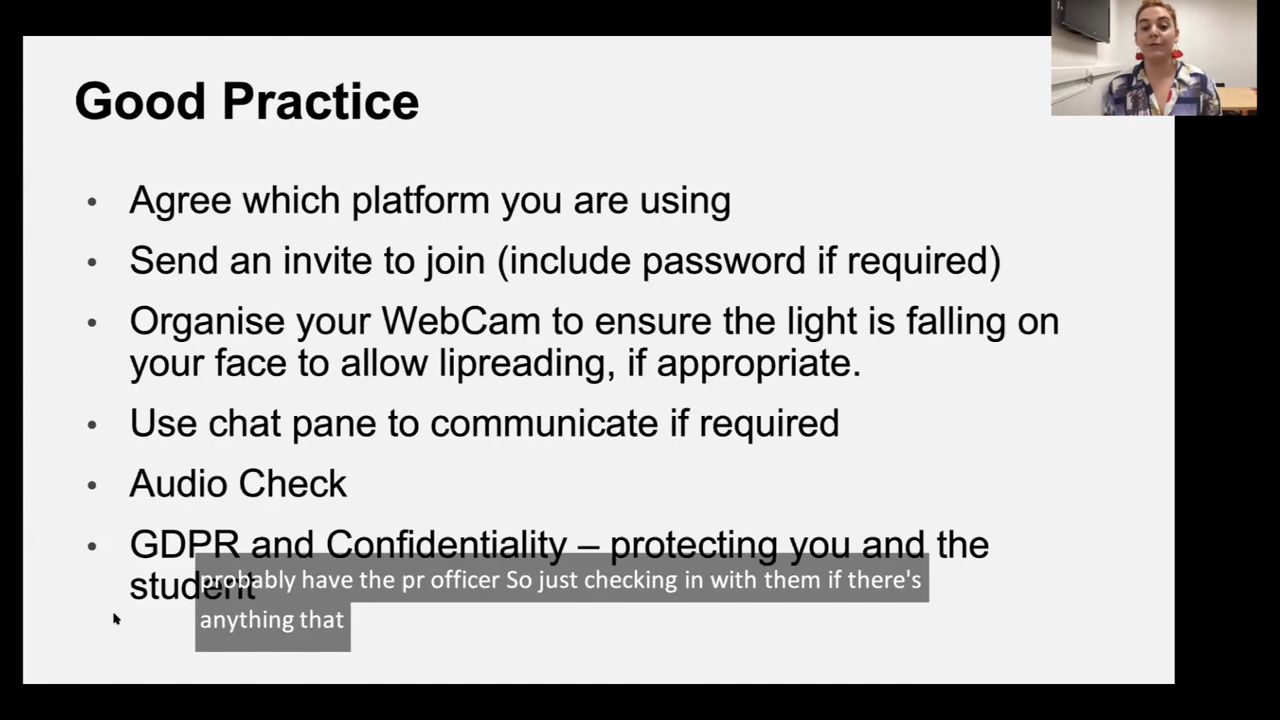 Good Practice
• Agree which platform you are using
• Send an invite to join (include password if required)
• Organise your WebCam to ensure the light is falling on
your face to allow lipreading, if appropriate.
• Use chat pane to communicate if required
• Audio Check
• GDPR and Confidentiality – protecting you and the
student
probably have the pr officer So just checking in with them if there's
anything that